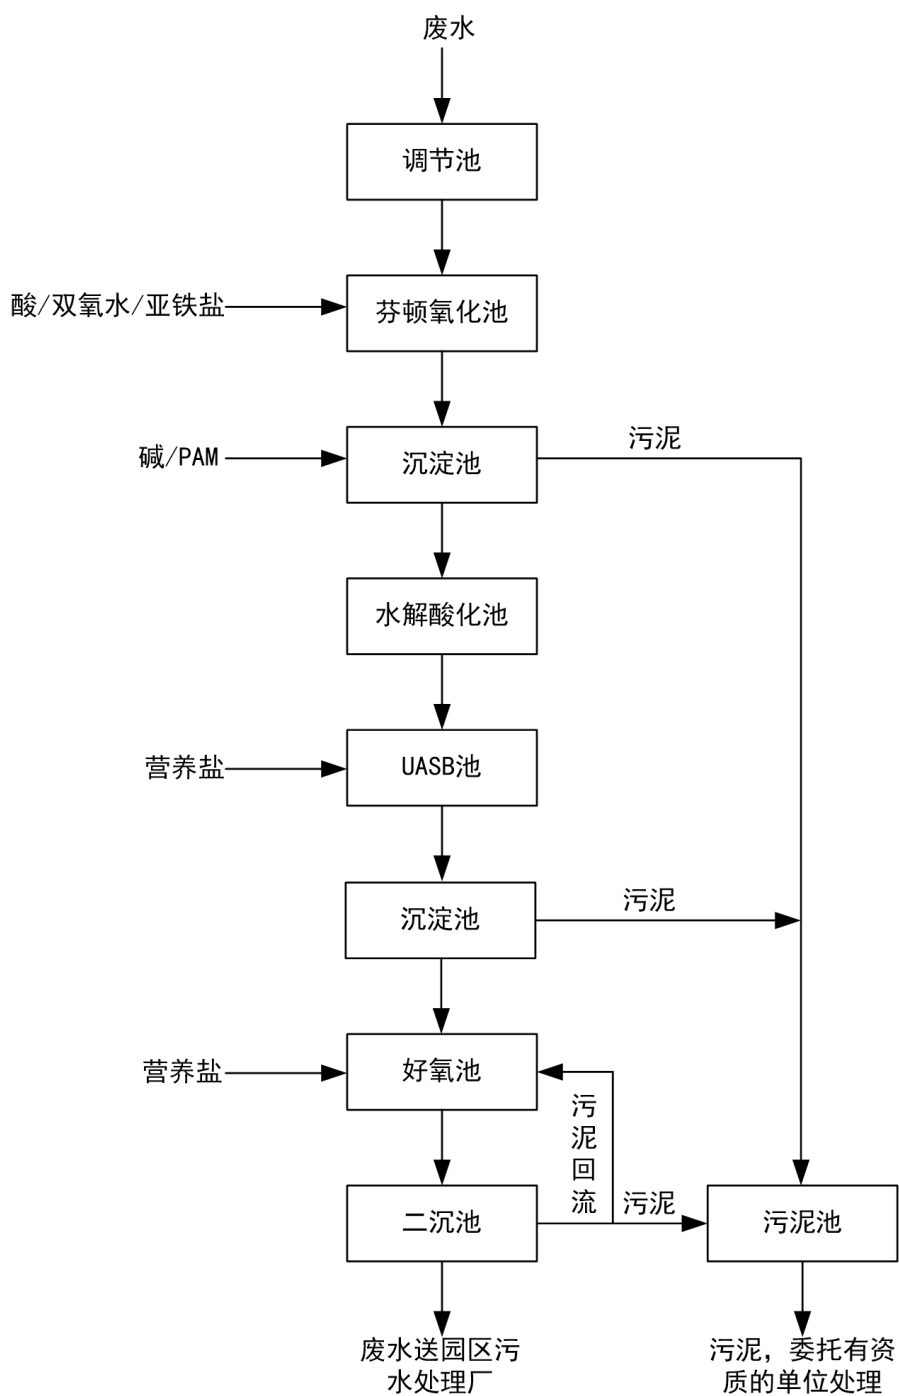 废水
调节池
酸/双氧水/亚铁盐
芬顿氧化池
碱/PAM
沉淀池
污泥
水解酸化池
营养盐
UASB池
沉淀池
污泥
营养盐
好氧池
污泥回流
二沉池
污泥
污泥池
废水送园区污
水处理厂
污泥，委托有资
质的单位处理